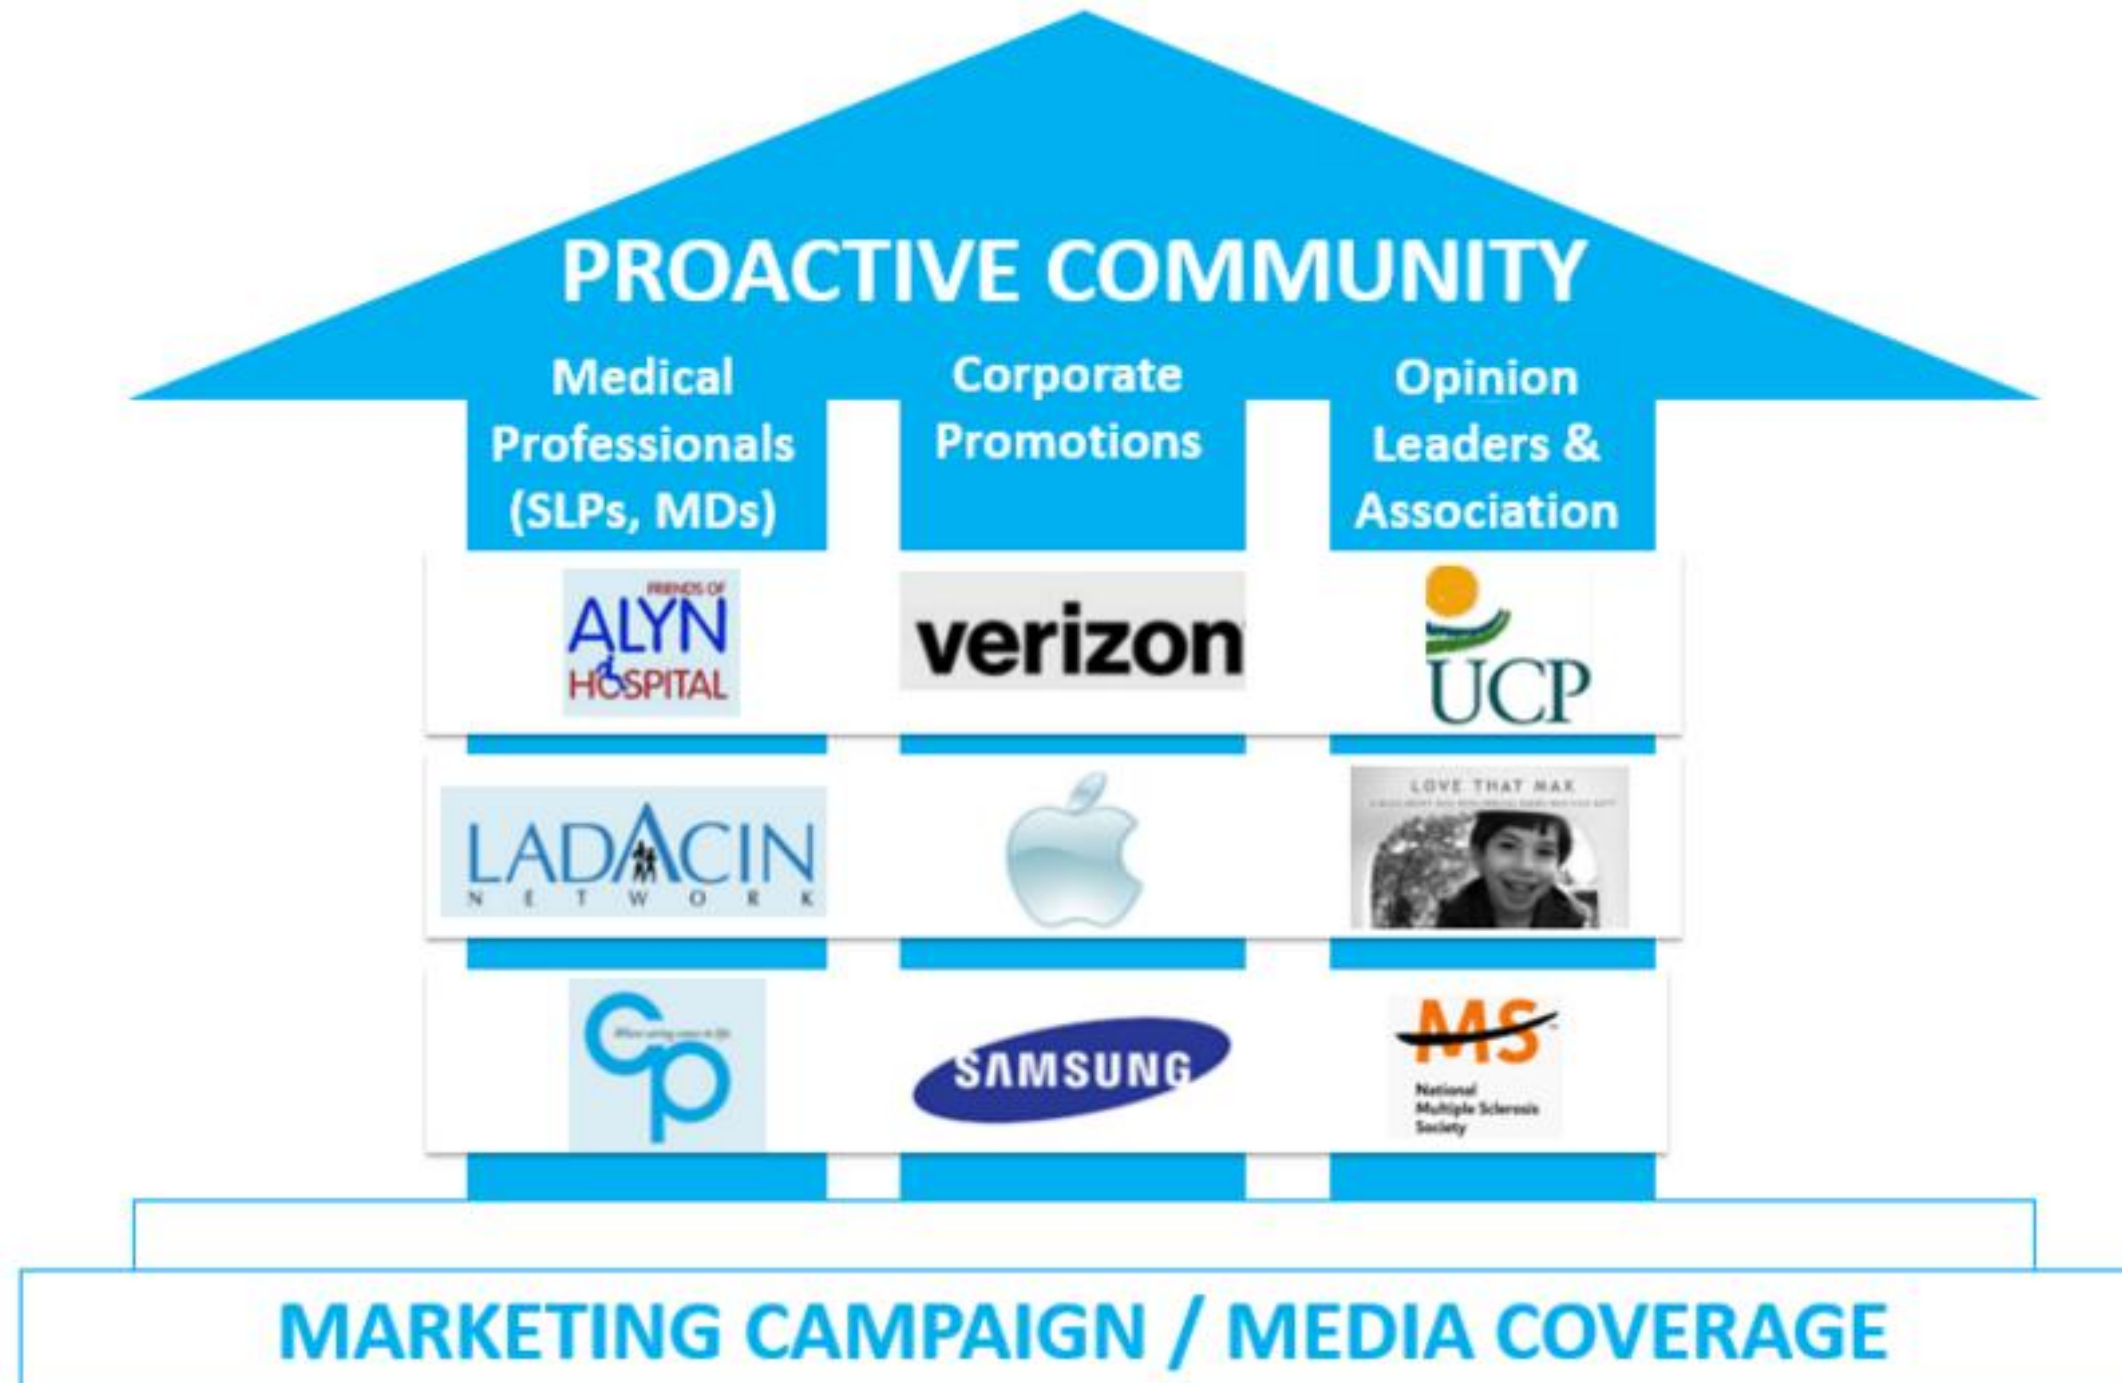 PROACTIVE COMMUNITY
Medical
Professionals
(SLPs, MDs)
Corporate
Promotions
Opinion
Leaders &
Association
FRIENDS OF
ALYN
HOSPITAL
verizon
UCP
LADACIN
NETWORK
LOVE THAT MAX
cp
SAMSUNG
MS
National
Multiple Sclerosis
Society
MARKETING CAMPAIGN / MEDIA COVERAGE